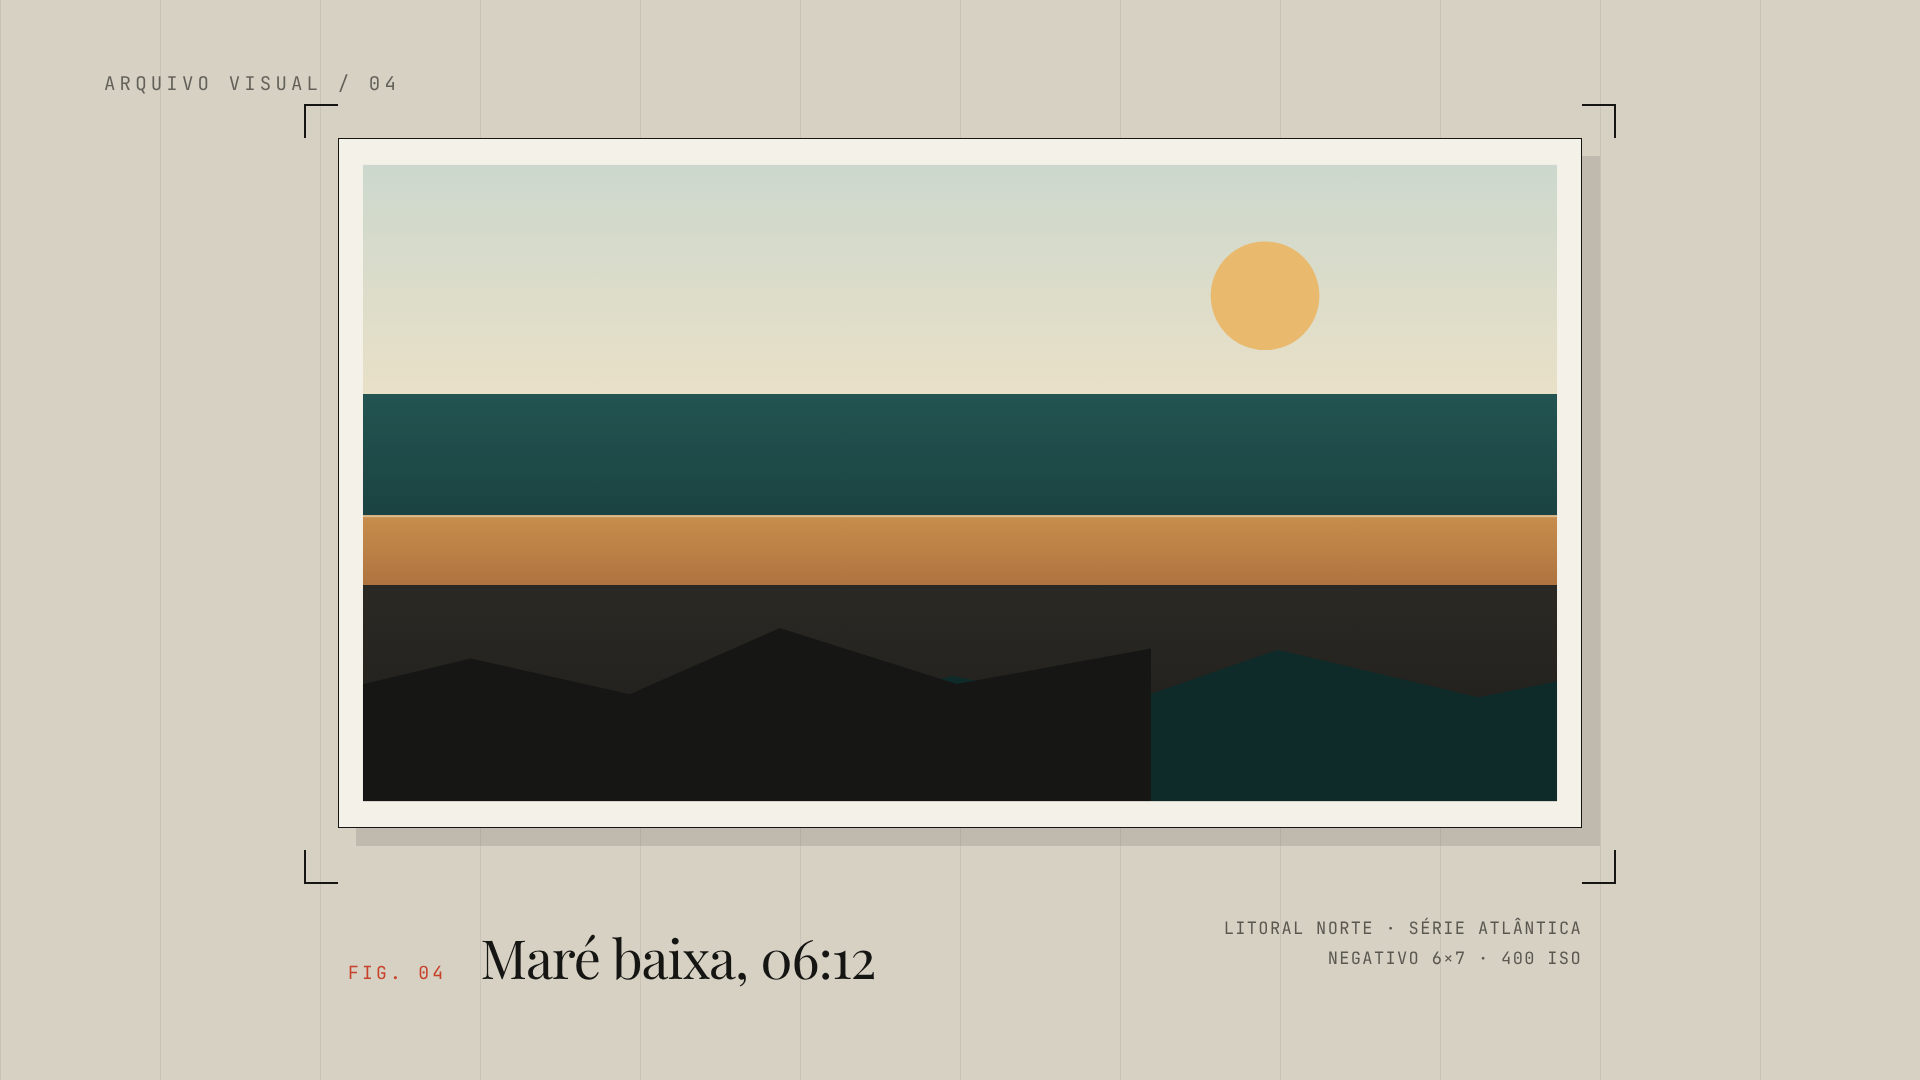 ARQUIVO VISUAL / 04
FIG. 04
Maré baixa, 06:12
LITORAL NORTE · SÉRIE ATLÂNTICA
NEGATIVO 6×7 · 400 ISO